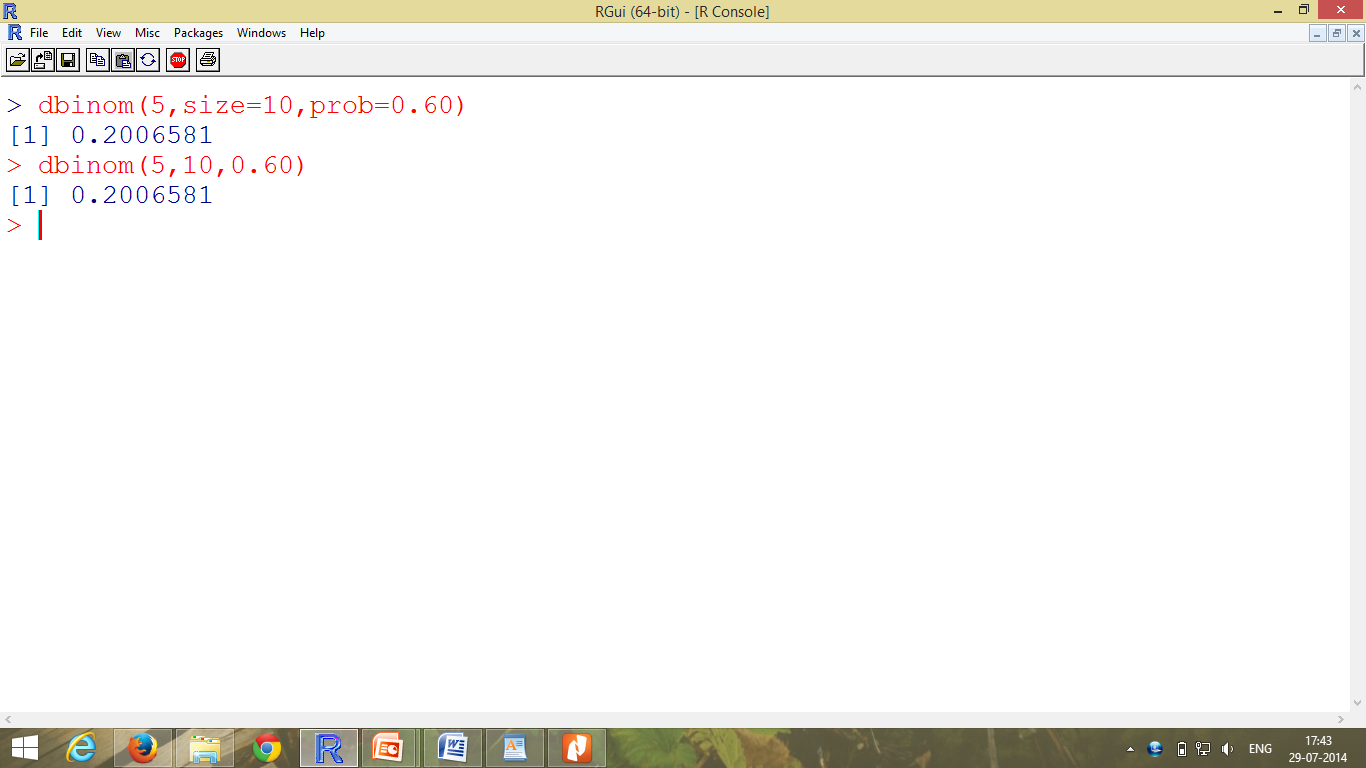 RGui (64-bit) - [R Console]
File Edit View Misc Packages Windows Help
STOP
> dbinom(5,size=10,prob=0.60)
[1] 0.2006581
> dbinom(5,10,0.60)
[1] 0.2006581
>
ENG
17:43
29-07-2014